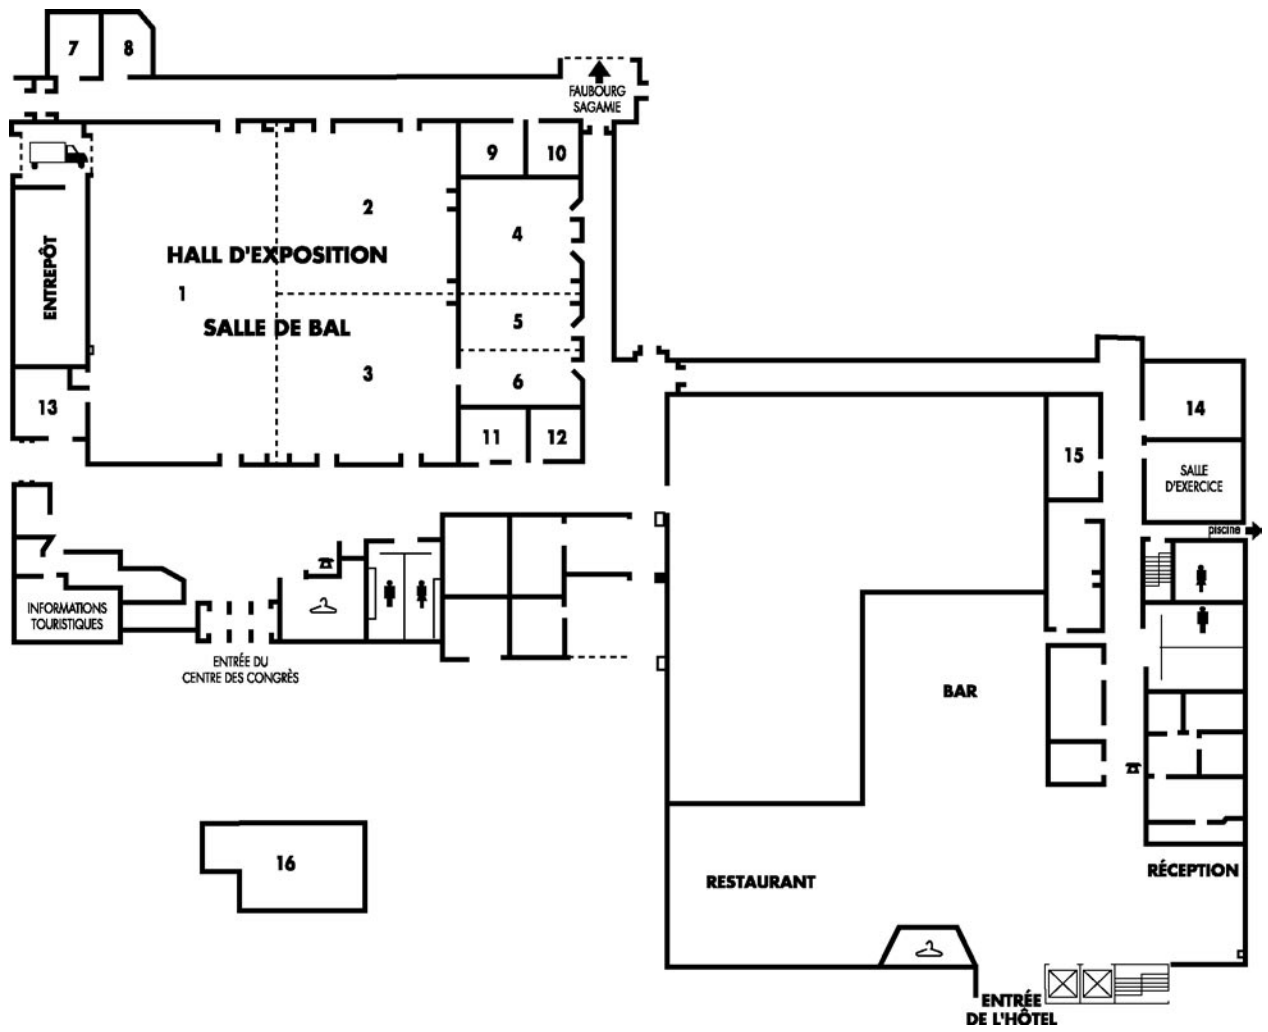 7
8
FAUBOURG
SAGAMIE
9
10
2
4
HALL D'EXPOSITION
ENTREPÔT
1
SALLE DE BAL
5
3
6
13
11
12
14
15
SALLE
D'EXERCICE
piscine
INFORMATIONS
TOURISTIQUES
ENTRÉE DU
CENTRE DES CONGRÈS
BAR
16
RESTAURANT
RÉCEPTION
ENTRÉE
DE L'HÔTEL